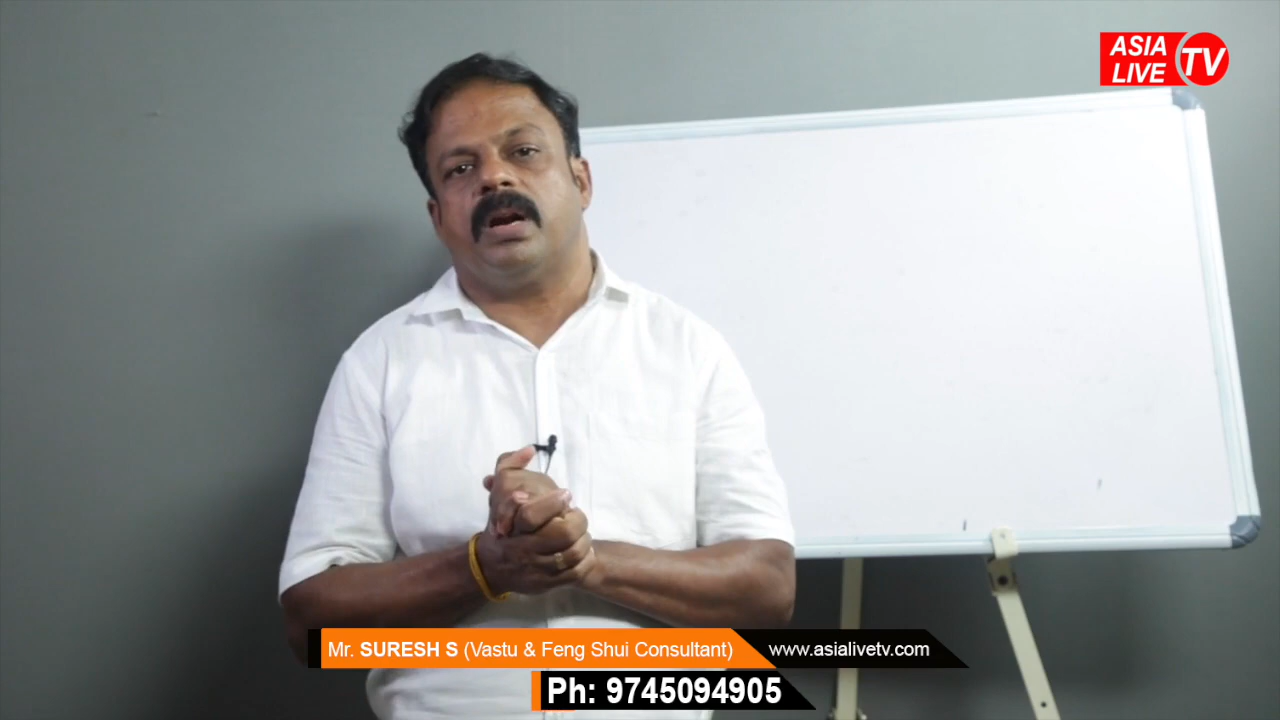 ASIA
LIVE TV
Mr. SURESH S (Vastu & Feng Shui Consultant) www.asialivetv.com
Ph: 9745094905